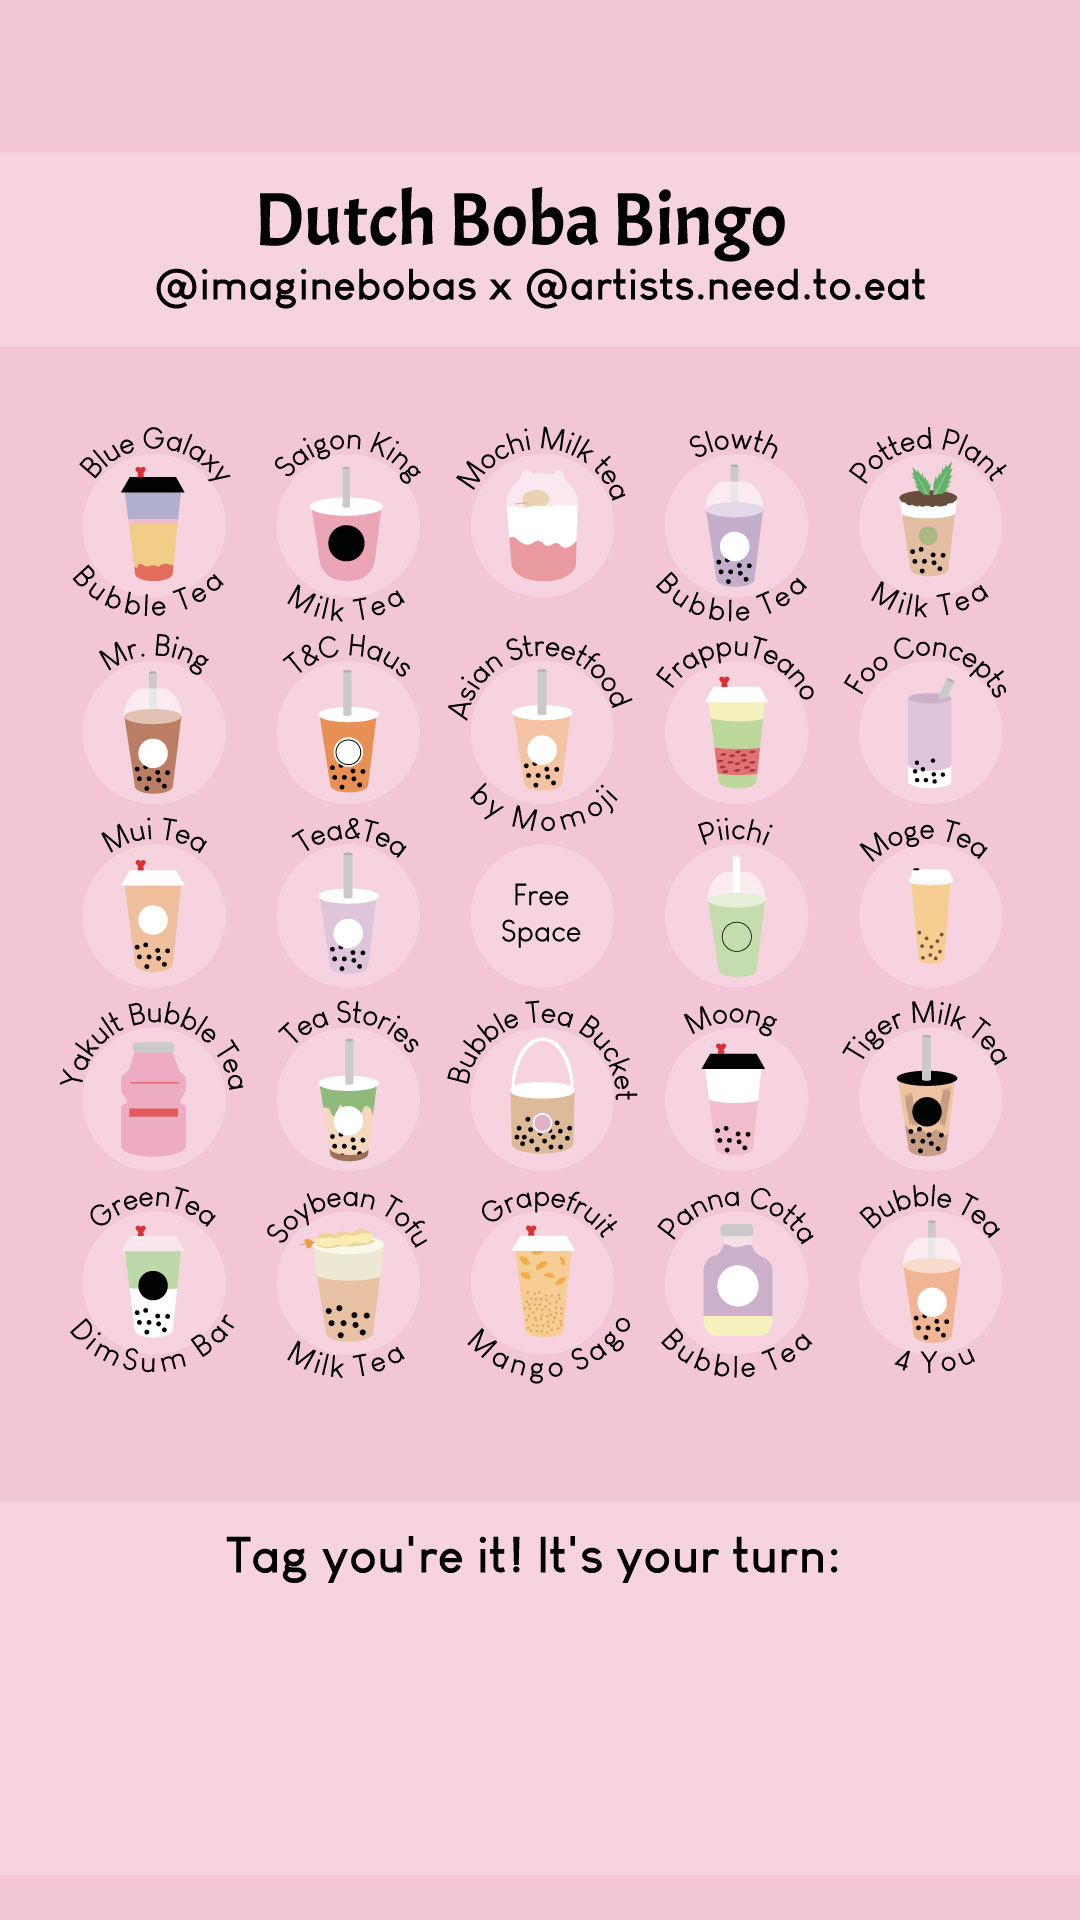 Dutch Boba Bingo
@imaginebobas x @artists.need.to.eat
Blue Galaxy
Bubble Tea
Saigon King
Milk Tea
Mochi Milk tea
Slowth
Bubble Tea
Potted Plant
Milk Tea
Mr. Bing
T&C Haus
Asian Streetfood
by Momoji
FrappuTeano
Foo Concepts
Mui Tea
Tea&Tea
Free
Space
Piichi
Moge Tea
Yakult Bubble Tea
Tea Stories
Bubble Tea Bucket
Moong
Tiger Milk Tea
GreenTea
DimSum Bar
Soybean Tofu
Milk Tea
Grapefruit
Mango Sago
Panna Cotta
Bubble Tea
Bubble Tea
4 You
Tag you're it! It's your turn: